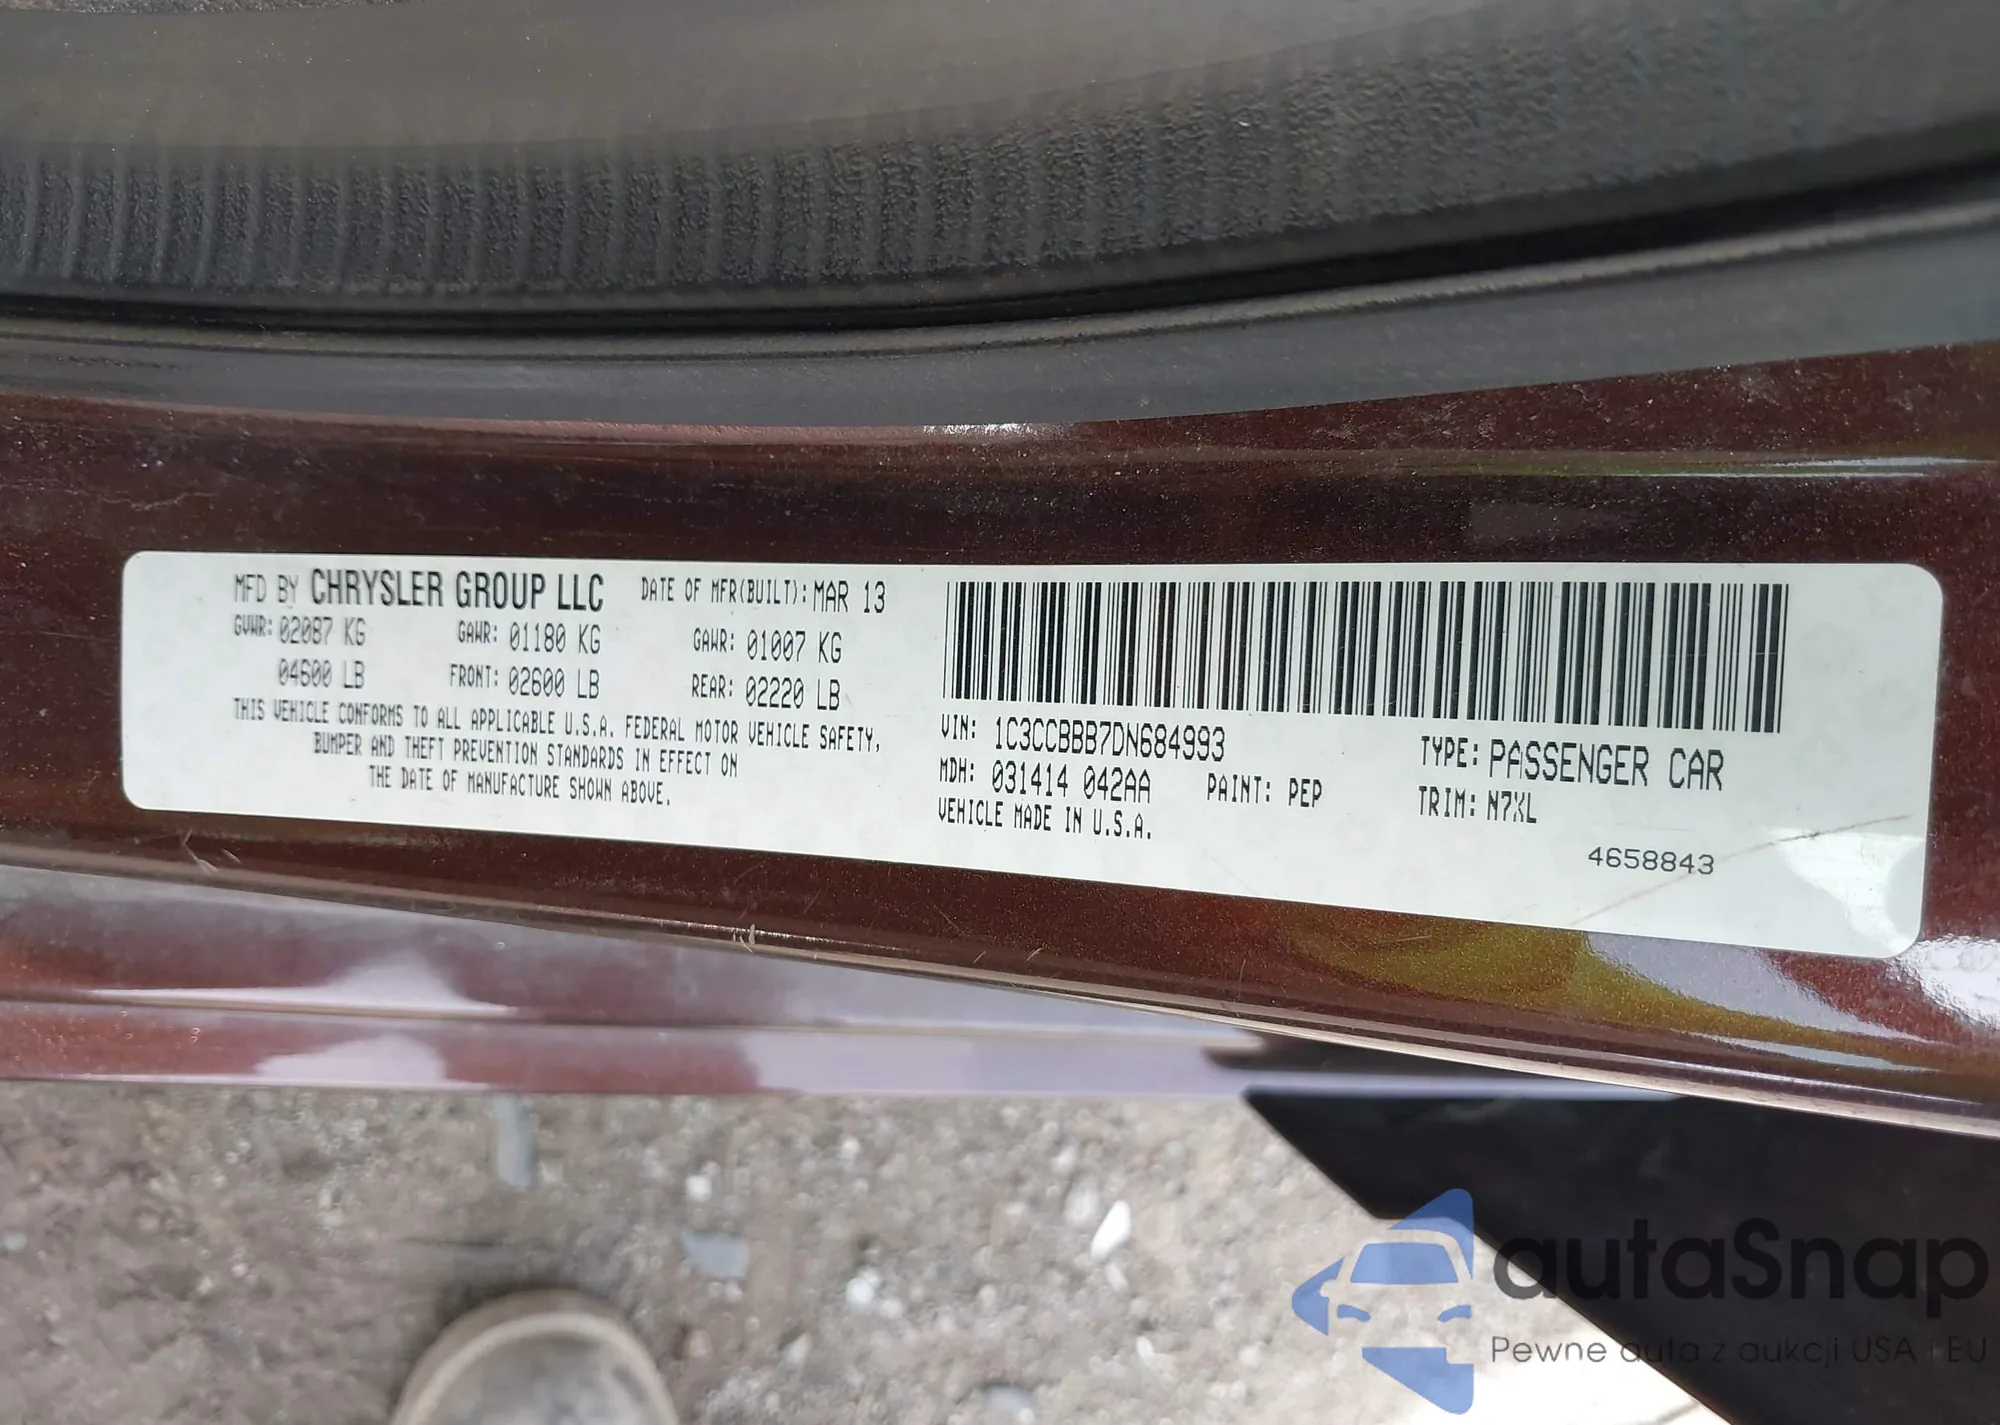 MFD BY CHRYSLER GROUP LLC DATE OF MFR(BUILT): MAR 13
GVWR: 02087 KG GAWR: 01180 KG GAWR: 01007 KG
04600 LB FRONT: 02600 LB REAR: 02220 LB
THIS VEHICLE CONFORMS TO ALL APPLICABLE U.S.A. FEDERAL MOTOR VEHICLE SAFETY,
BUMPER AND THEFT PREVENTION STANDARDS IN EFFECT ON
THE DATE OF MANUFACTURE SHOWN ABOVE.
VIN: 1C3CCBBB7DN684993 TYPE: PASSENGER CAR
MDH: 031414 042AA PAINT: PEP TRIM: N7XL
VEHICLE MADE IN U.S.A.
4658843
autaSnap
Pewne auta z aukcji USA i EU